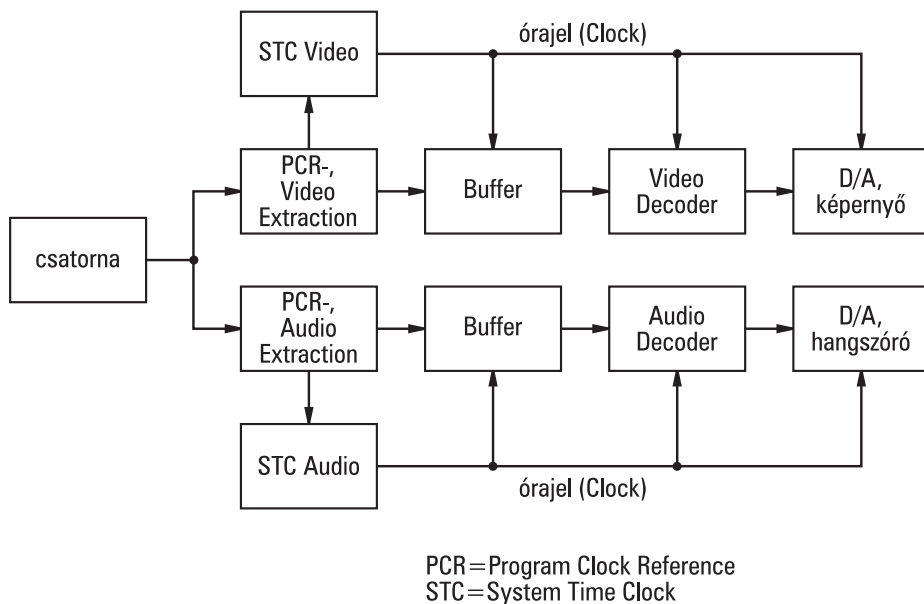 STC Video
órajel (Clock)
PCR-,
Video
Extraction
Buffer
Video
Decoder
D/A,
képernyő
csatorna
PCR-,
Audio
Extraction
Buffer
Audio
Decoder
D/A,
hangszóró
STC Audio
órajel (Clock)
PCR=Program Clock Reference
STC=System Time Clock